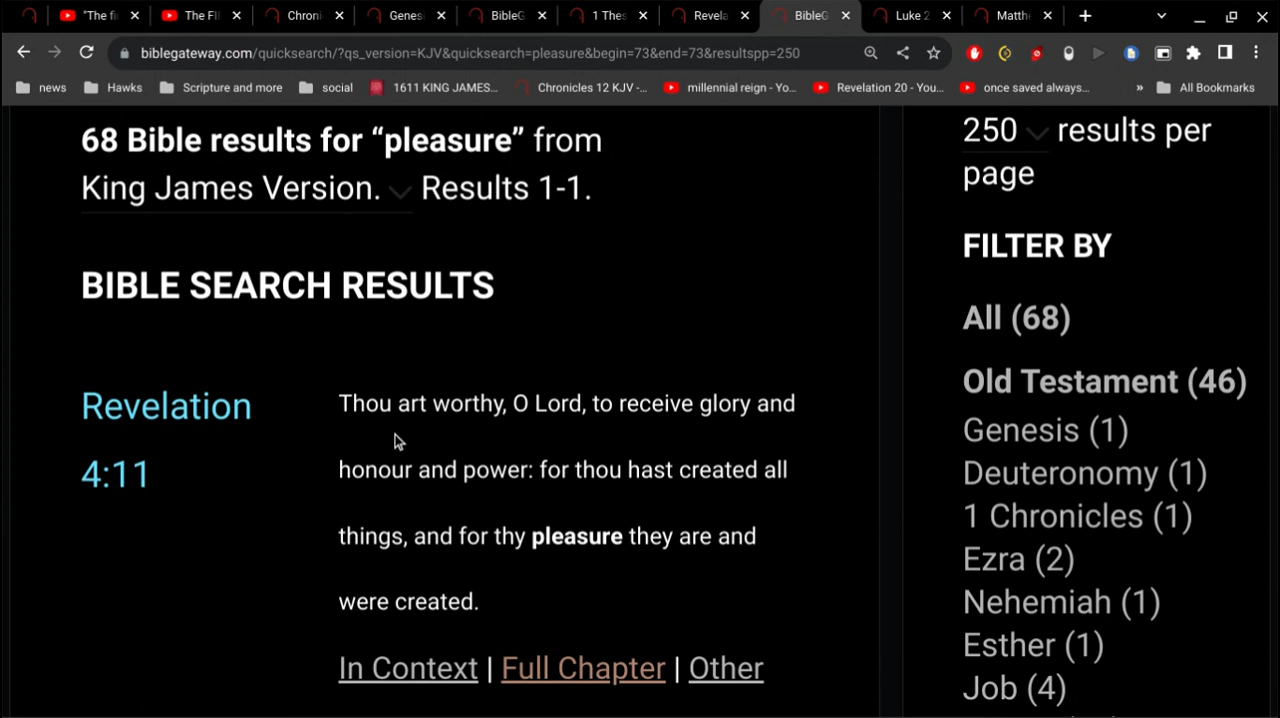 "The fi
The FII
Chroni
Genesi
BibleG
1 Thes
Revela
BibleG
Luke 2
Matthe
biblegateway.com/quicksearch/?qs_version=KJV&quicksearch=pleasure&begin=73&end=73&resultspp=250
news
Hawks
Scripture and more
social
1611 KING JAMES...
Chronicles 12 KJV -...
millennial reign - Yo...
Revelation 20 - You...
once saved always...
»
All Bookmarks
68 Bible results for “pleasure” from
King James Version. Results 1-1.
BIBLE SEARCH RESULTS
Revelation
4:11
Thou art worthy, O Lord, to receive glory and
honour and power: for thou hast created all
things, and for thy pleasure they are and
were created.
In Context | Full Chapter | Other
250 results per
page
FILTER BY
All (68)
Old Testament (46)
Genesis (1)
Deuteronomy (1)
1 Chronicles (1)
Ezra (2)
Nehemiah (1)
Esther (1)
Job (4)